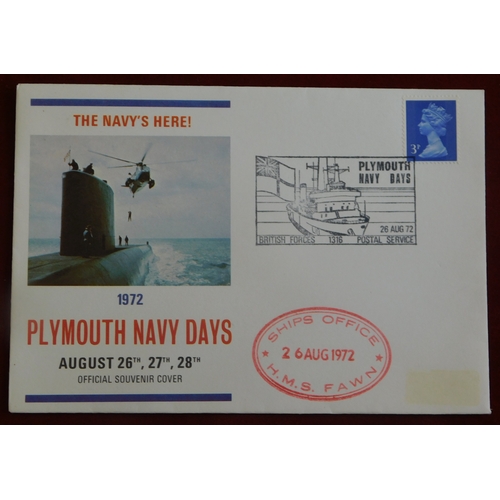 THE NAVY'S HERE!
1972
PLYMOUTH NAVY DAYS
AUGUST 26TH, 27TH, 28TH
OFFICIAL SOUVENIR COVER
3P
PLYMOUTH
NAVY DAYS
26 AUG 72
BRITISH FORCES 1316 POSTAL SERVICE
SHIPS OFFICE
26 AUG 1972
H.M.S. FAWN